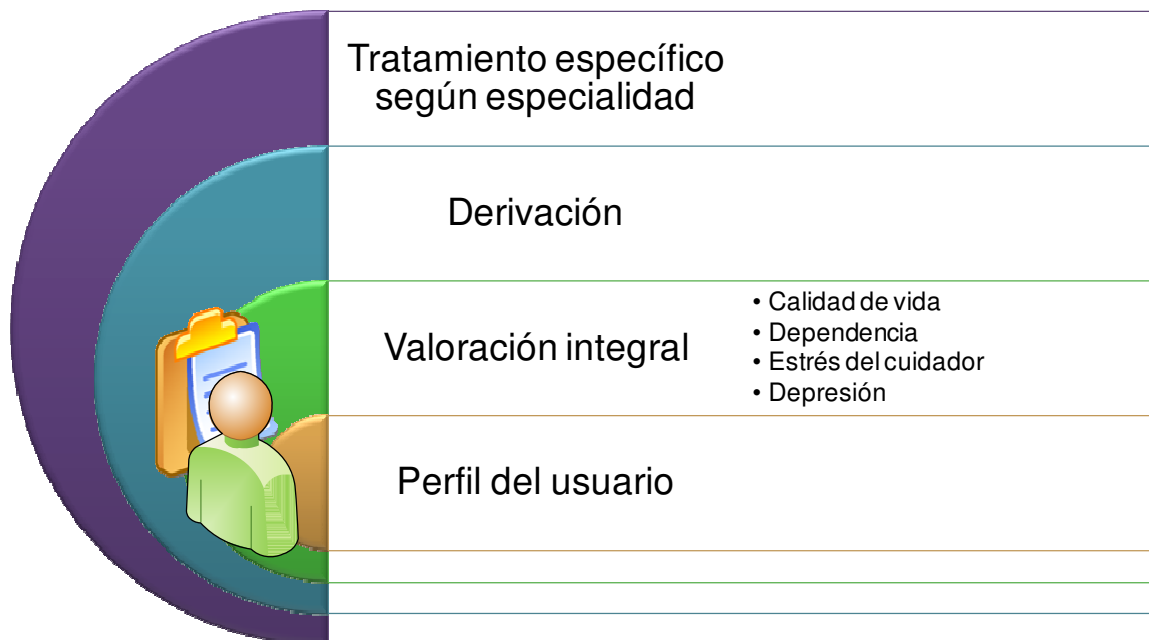 Tratamiento específico
según especialidad
Derivación
Valoración integral
• Calidad de vida
• Dependencia
• Estrés del cuidador
• Depresión
Perfil del usuario